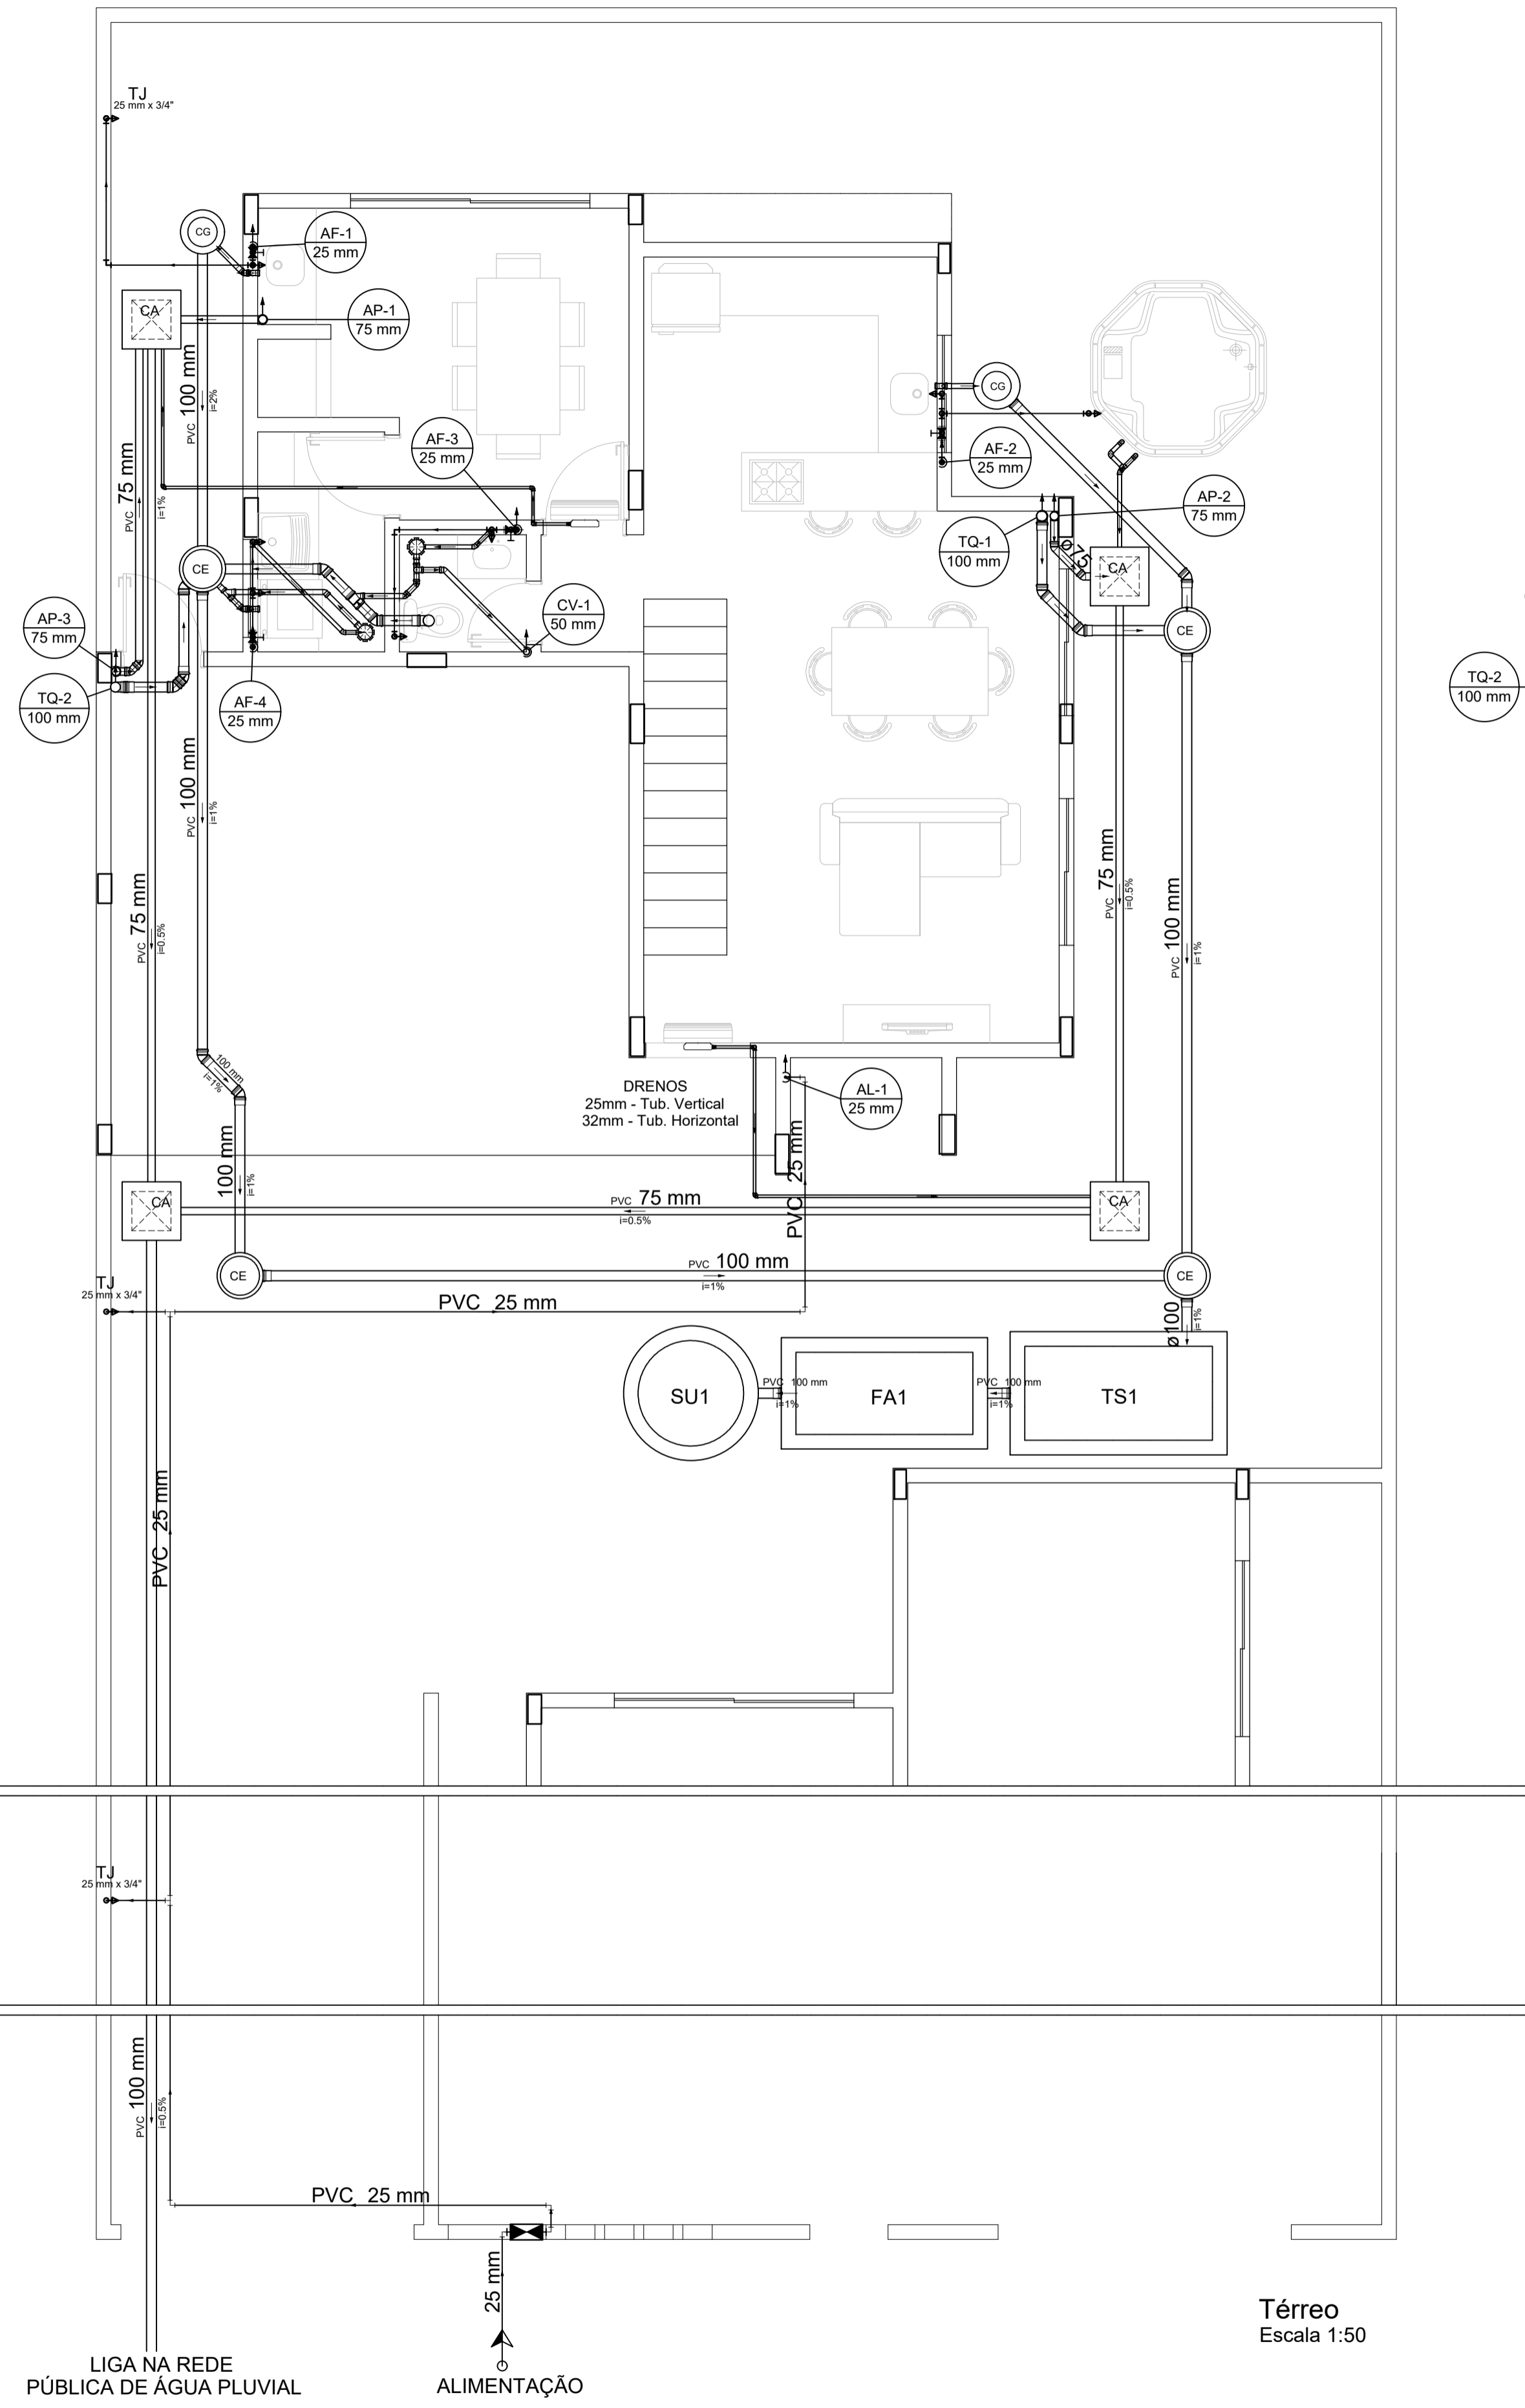 TJ
25 mm x 3/4"
CG
AF-1
25 mm
CA
AP-1
75 mm
PVC 100 mm
i=2%
CG
AF-3
25 mm
AF-2
25 mm
PVC 75 mm
i=1%
AP-2
75 mm
TQ-1
100 mm
ø75
CA
CE
AP-3
75 mm
CV-1
50 mm
CE
TQ-2
100 mm
AF-4
25 mm
TQ-2
100 mm
PVC 100 mm
i=1%
PVC 75 mm
i=0.5%
PVC 75 mm
i=0.5%
PVC 100 mm
i=1%
100 mm
i=1%
DRENOS
25mm - Tub. Vertical
32mm - Tub. Horizontal
AL-1
25 mm
100 mm
i=1%
PVC 25 mm
CA
PVC 75 mm
i=0.5%
CA
CE
PVC 100 mm
i=1%
CE
TJ
25 mm x 3/4"
PVC 25 mm
ø100
i=1%
SU1
PVC 100 mm
i=1%
FA1
PVC 100 mm
i=1%
TS1
PVC 25 mm
TJ
25 mm x 3/4"
PVC 100 mm
i=0.5%
PVC 25 mm
25 mm
Térreo
Escala 1:50
LIGA NA REDE
PÚBLICA DE ÁGUA PLUVIAL
ALIMENTAÇÃO